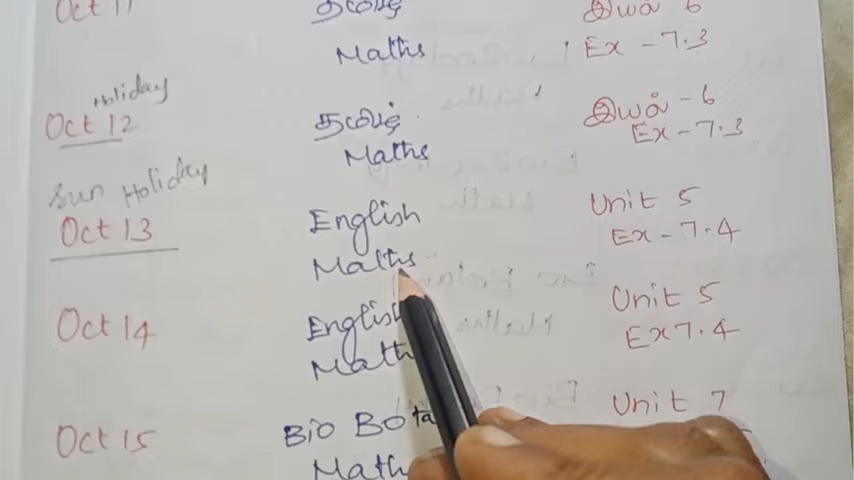 Oct 11 தமிழ் இயல் 6
Maths Ex - 7.3
Holiday
Oct 12 தமிழ் இயல் - 6
Maths Ex - 7.3
Sun Holiday
Oct 13 English Unit 5
Maths Ex - 7.4
Oct 14 English Unit 5
Maths Ex 7.4
Oct 15 Bio Bota Unit 7
Maths